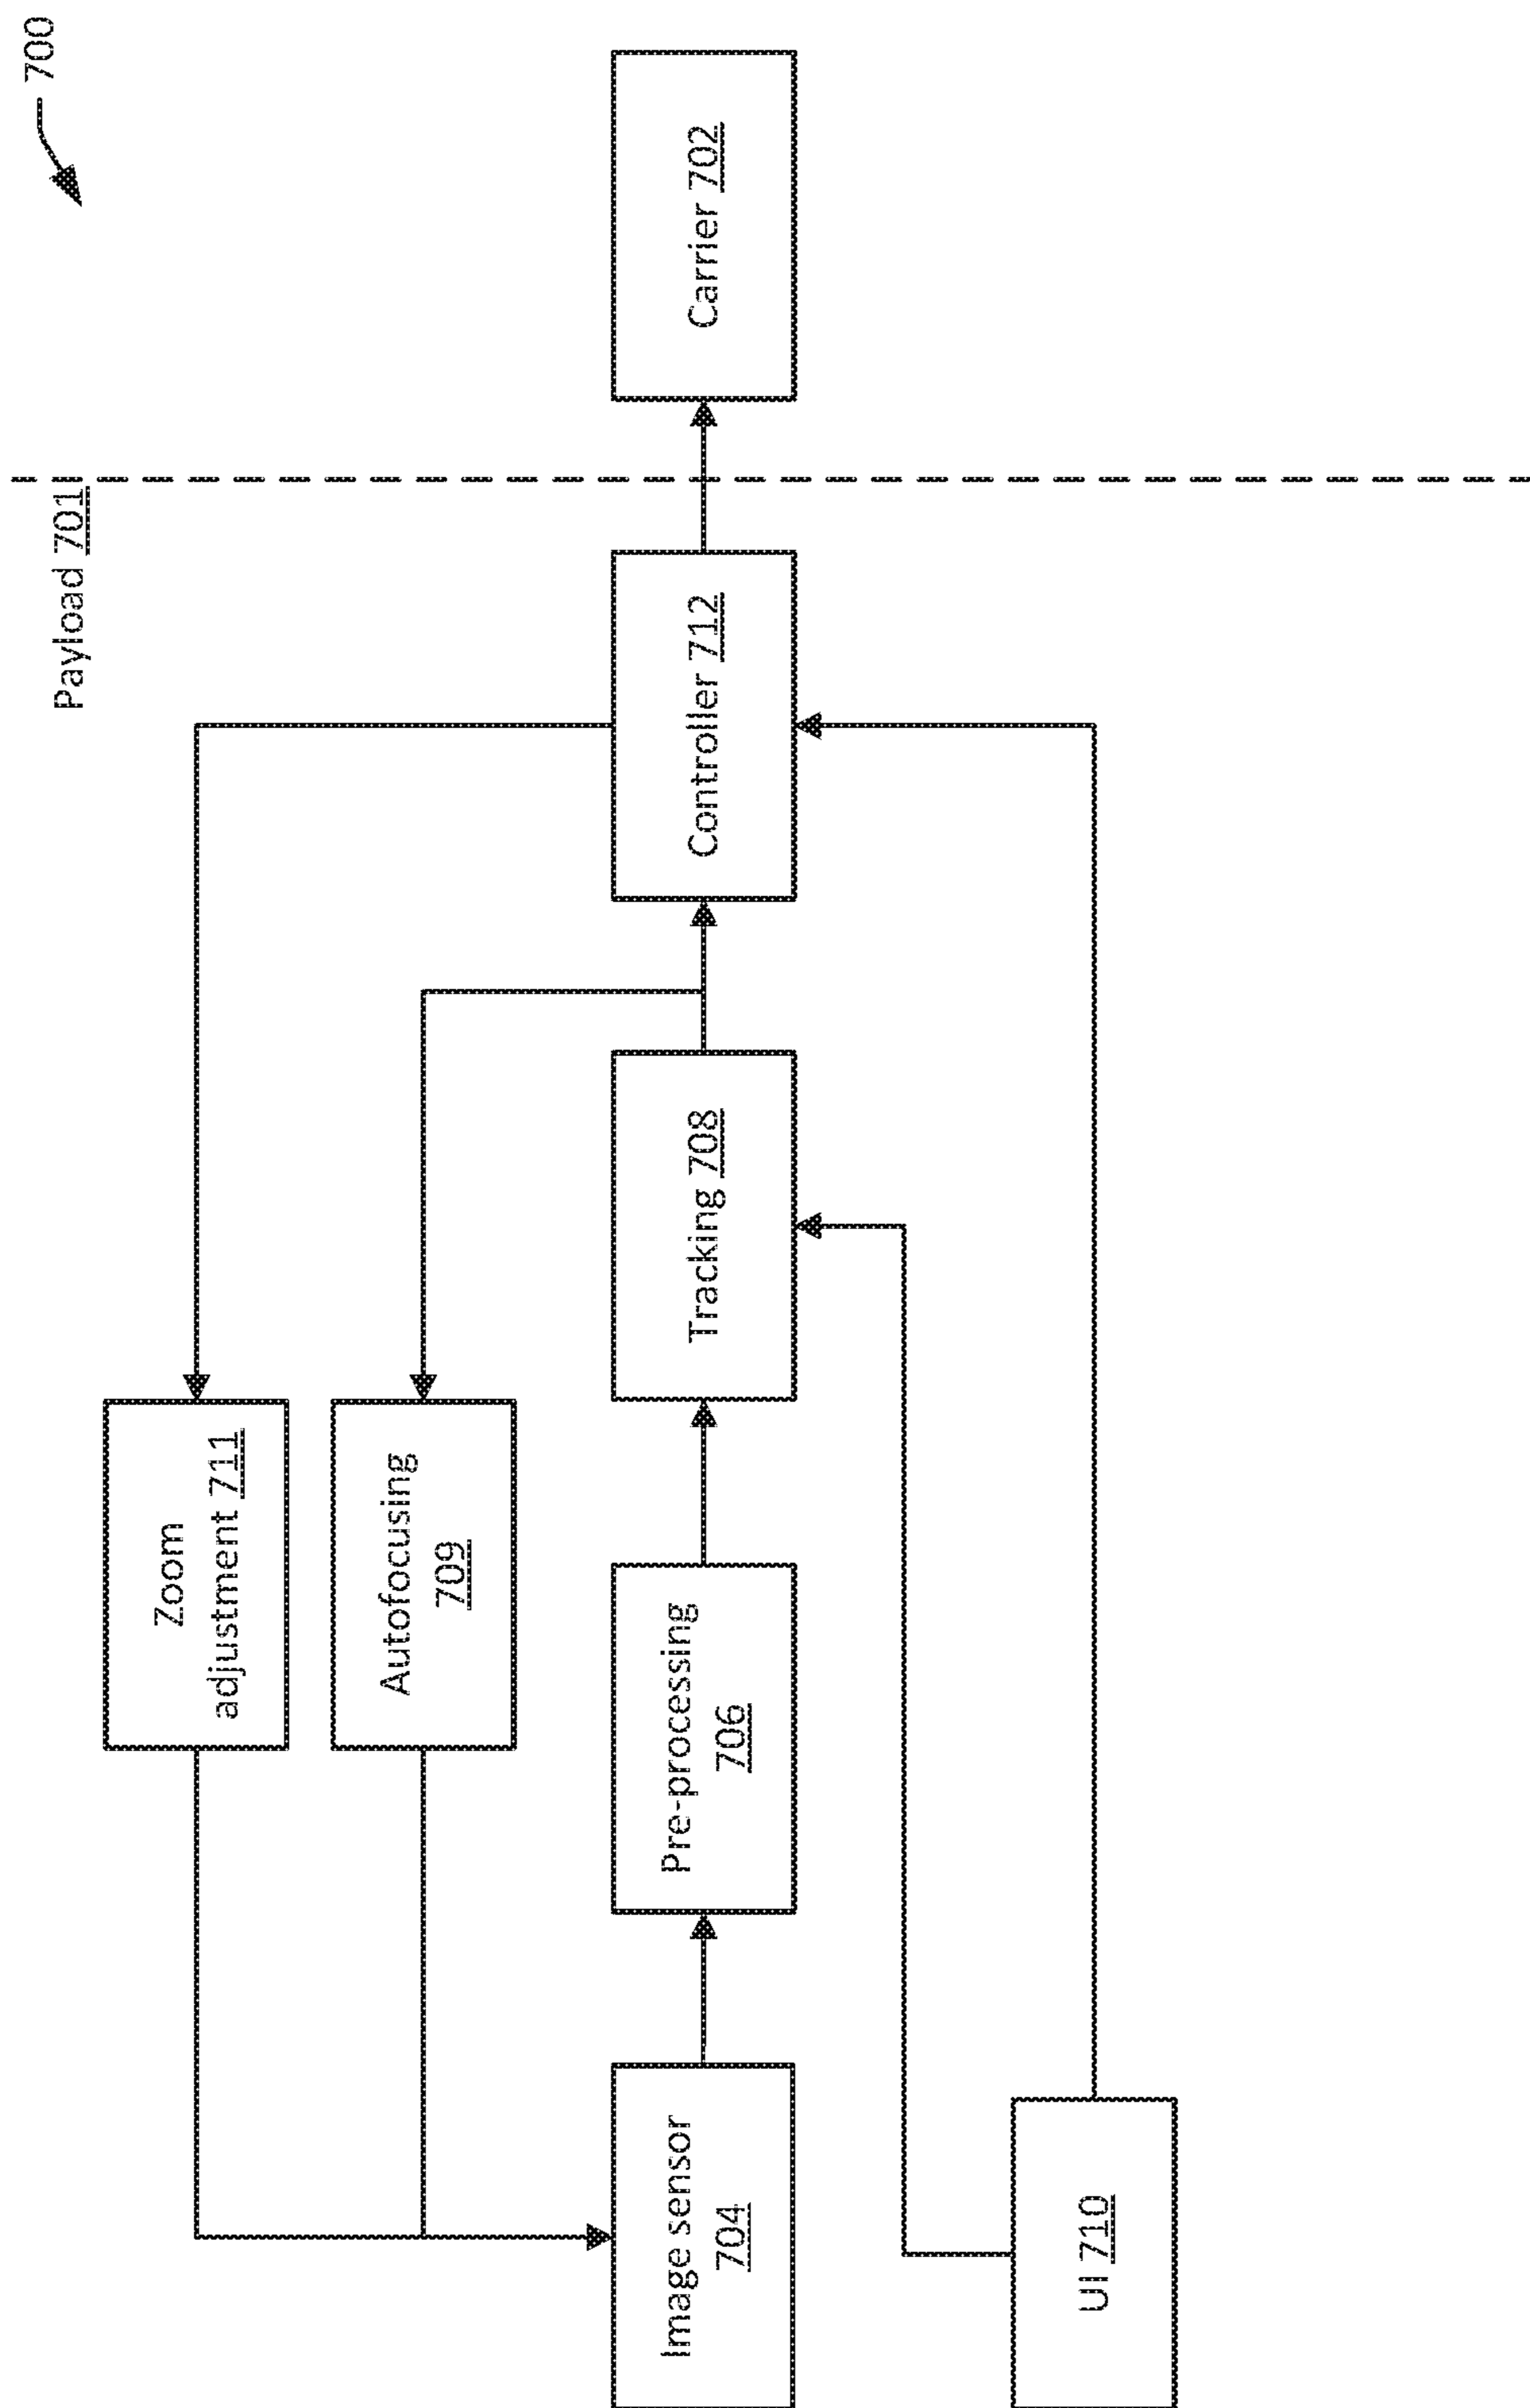 700
Payload 701
Zoom
adjustment 711
Autofocusing
709
Image sensor
704
Pre-processing
706
Tracking 708
Controller 712
Carrier 702
UI 710